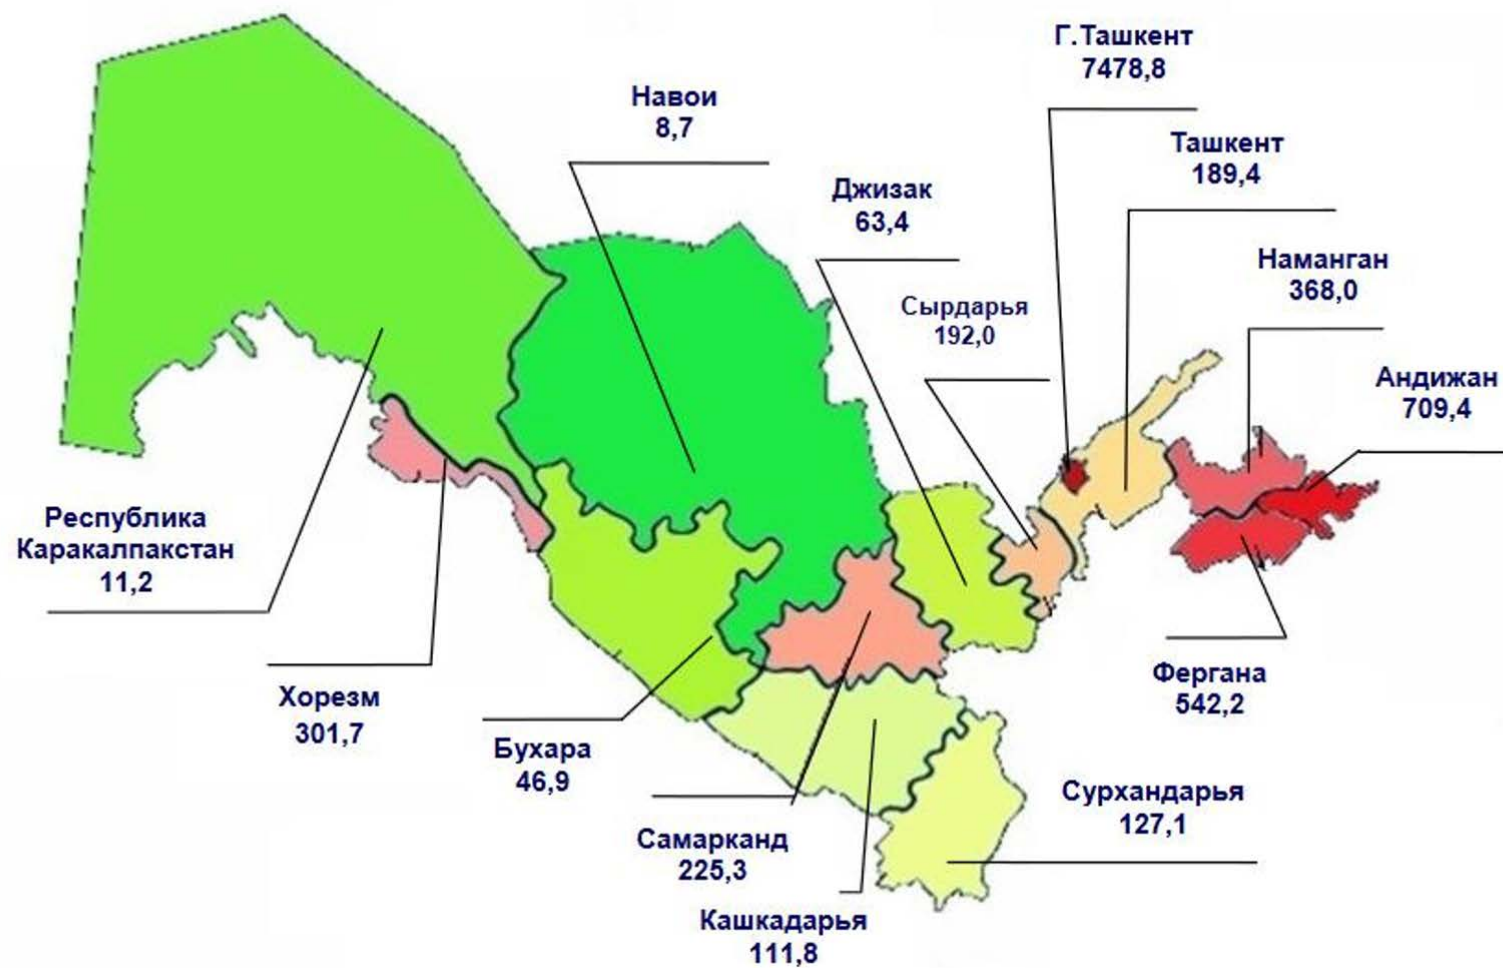 Г.Ташкент
7478,8
Навои
8,7
Ташкент
189,4
Джизак
63,4
Наманган
368,0
Сырдарья
192,0
Андижан
709,4
Республика
Каракалпакстан
11,2
Хорезм
301,7
Бухара
46,9
Фергана
542,2
Самарканд
225,3
Сурхандарья
127,1
Кашкадарья
111,8